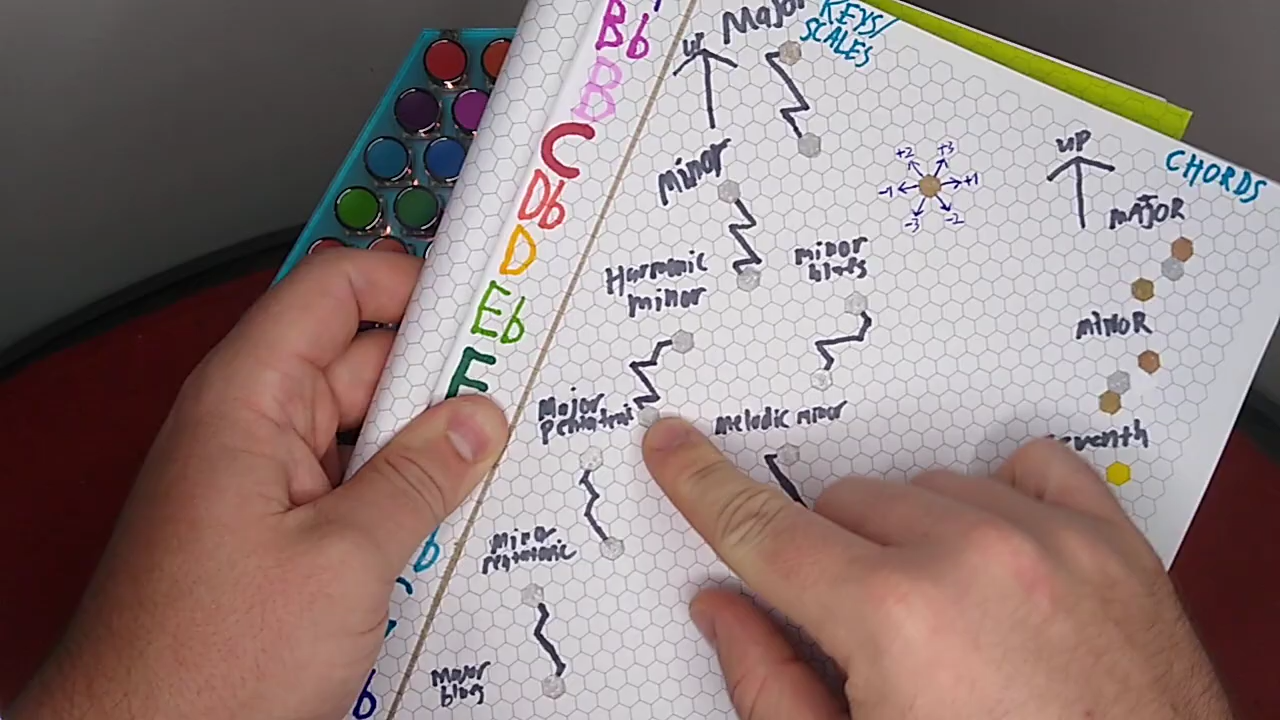 Bb
B
C
Db
D
Eb
E
b
b
KEYS/
SCALES
UP
Major
minor
Harmonic
minor
minor
blues
Major
melodic minor
minor
pentatonic
Major
blues
+2
+3
-1
+1
-3
-2
UP
CHORDS
MAJOR
MINOR